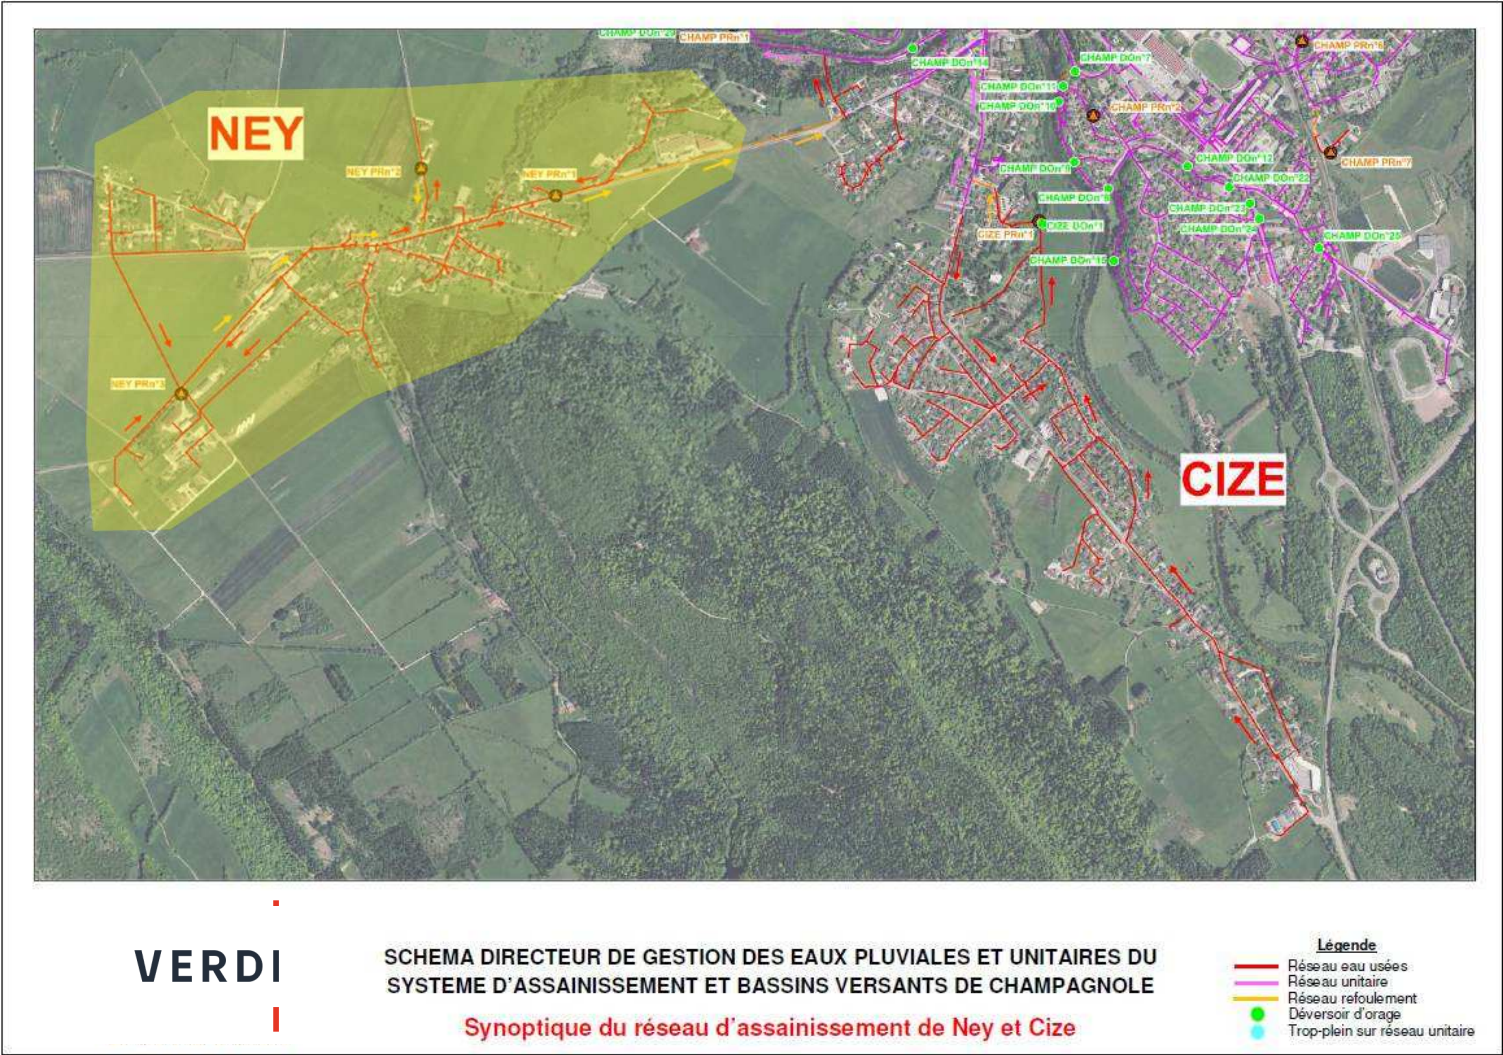 CHAMP DOn°20
CHAMP PRn°1
CHAMP DOn°14
CHAMP DOn°7
CHAMP PRn°6
CHAMP DOn°11
CHAMP DOn°10
CHAMP PRn°2
NEY
CHAMP DOn°12
CHAMP PRn°7
NEY PRn°2
NEY PRn°1
CHAMP DOn°9
CHAMP DOn°22
CHAMP DOn°8
CHAMP DOn°23
CIZE PRn°1
CIZE DOn°1
CHAMP DOn°24
CHAMP DOn°25
CHAMP DOn°15
NEY PRn°3
CIZE
VERDI
SCHEMA DIRECTEUR DE GESTION DES EAUX PLUVIALES ET UNITAIRES DU
SYSTEME D'ASSAINISSEMENT ET BASSINS VERSANTS DE CHAMPAGNOLE
Synoptique du réseau d'assainissement de Ney et Cize
Légende
Réseau eau usées
Réseau unitaire
Réseau refoulement
Déversoir d'orage
Trop-plein sur réseau unitaire